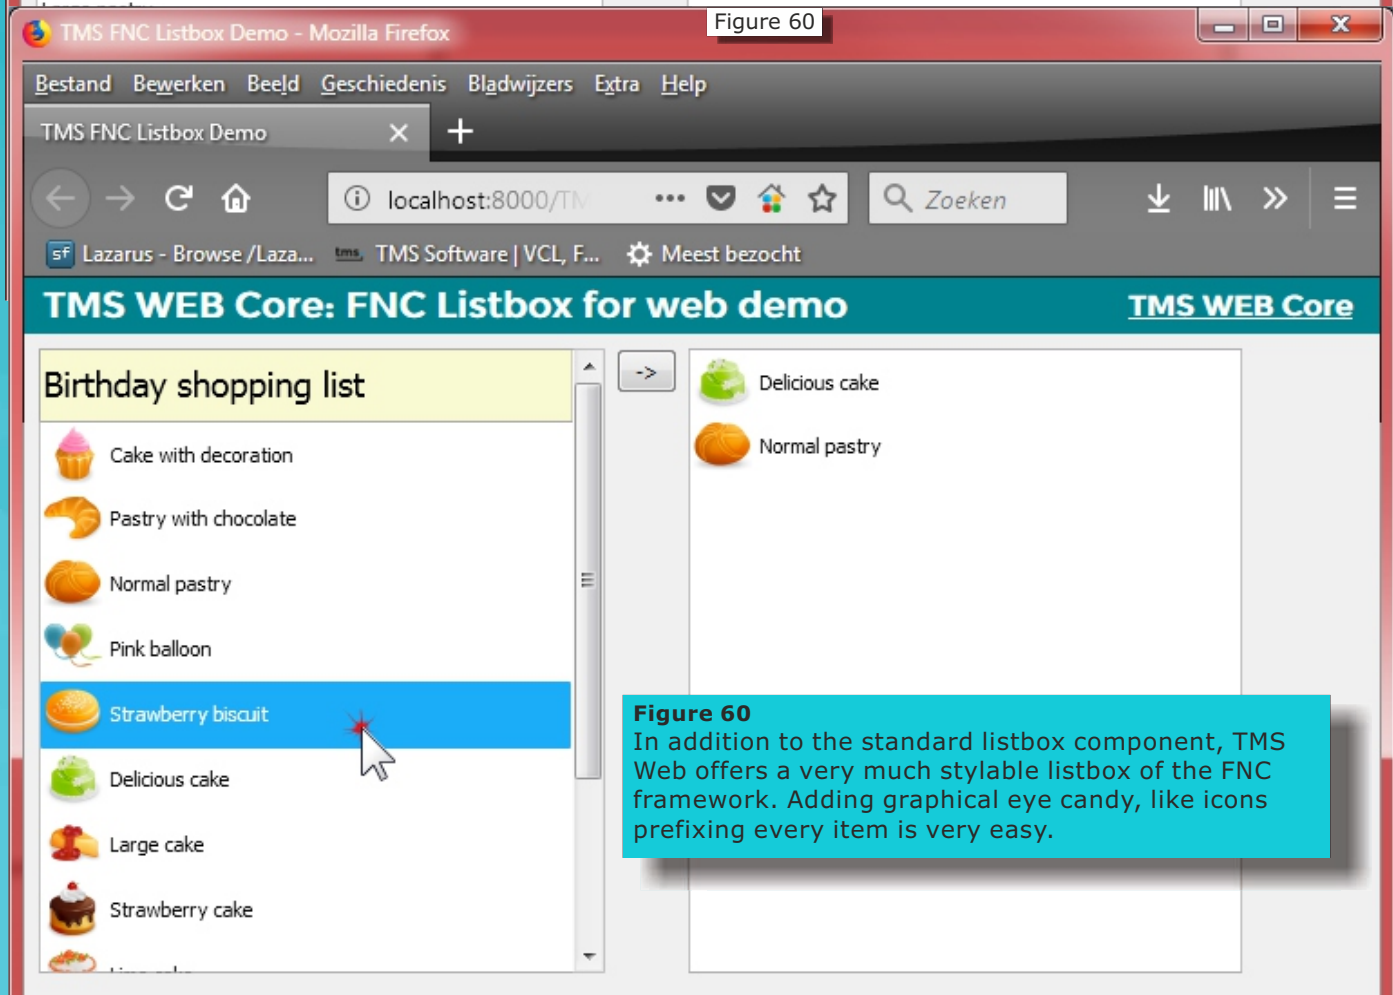 Figure 60
TMS FNC Listbox Demo - Mozilla Firefox
Bestand Bewerken Beeld Geschiedenis Bladwijzers Extra Help
TMS FNC Listbox Demo
localhost:8000/TM
Zoeken
sf Lazarus - Browse /Laza... tms TMS Software | VCL, F... Meest bezocht
TMS WEB Core: FNC Listbox for web demo
TMS WEB Core
Birthday shopping list
Cake with decoration
Pastry with chocolate
Normal pastry
Pink balloon
Strawberry biscuit
Delicious cake
Large cake
Strawberry cake
->
Delicious cake
Normal pastry
Figure 60
In addition to the standard listbox component, TMS
Web offers a very much stylable listbox of the FNC
framework. Adding graphical eye candy, like icons
prefixing every item is very easy.